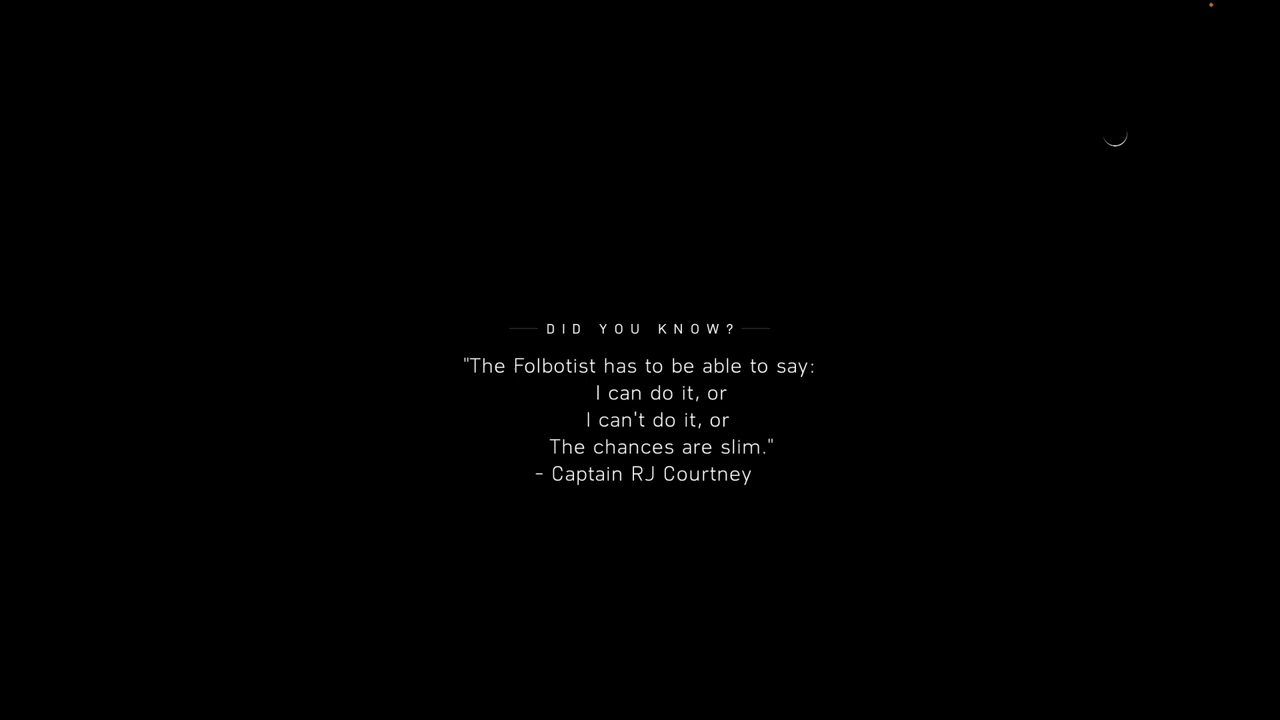 DID YOU KNOW?
"The Folbotist has to be able to say:
I can do it, or
I can't do it, or
The chances are slim."
- Captain RJ Courtney